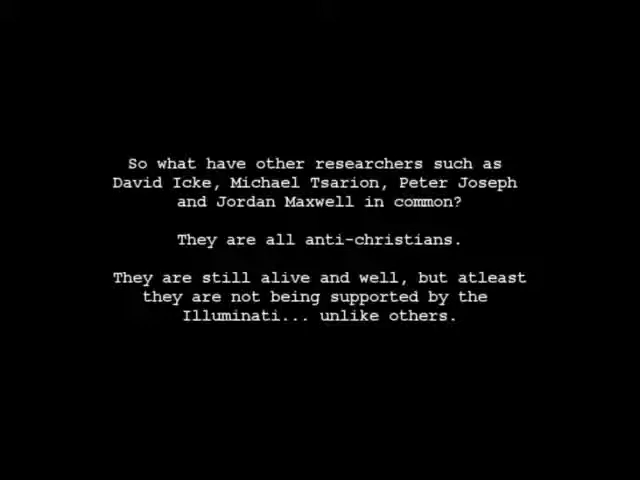 So what have other researchers such as
David Icke, Michael Tsarion, Peter Joseph
and Jordan Maxwell in common?
They are all anti-christians.
They are still alive and well, but atleast
they are not being supported by the
Illuminati... unlike others.